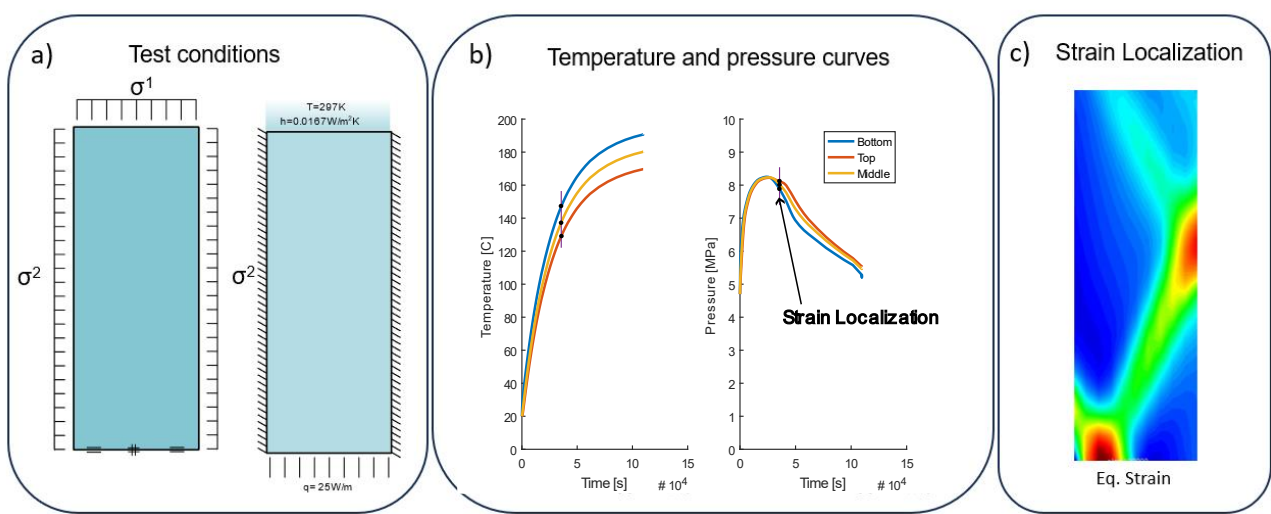 a)
Test conditions
σ1
σ2
σ2
T=297K
h=0.0167W/m²K
q= 25W/m
b)
Temperature and pressure curves
Temperature [C]
200
180
160
140
120
100
80
60
40
20
0
0
5
10
15
Time [s]
# 10⁴
Pressure [MPa]
10
9
8
7
6
5
4
3
2
1
0
0
5
10
15
Time [s]
# 10⁴
Bottom
Top
Middle
Strain Localization
c)
Strain Localization
Eq. Strain